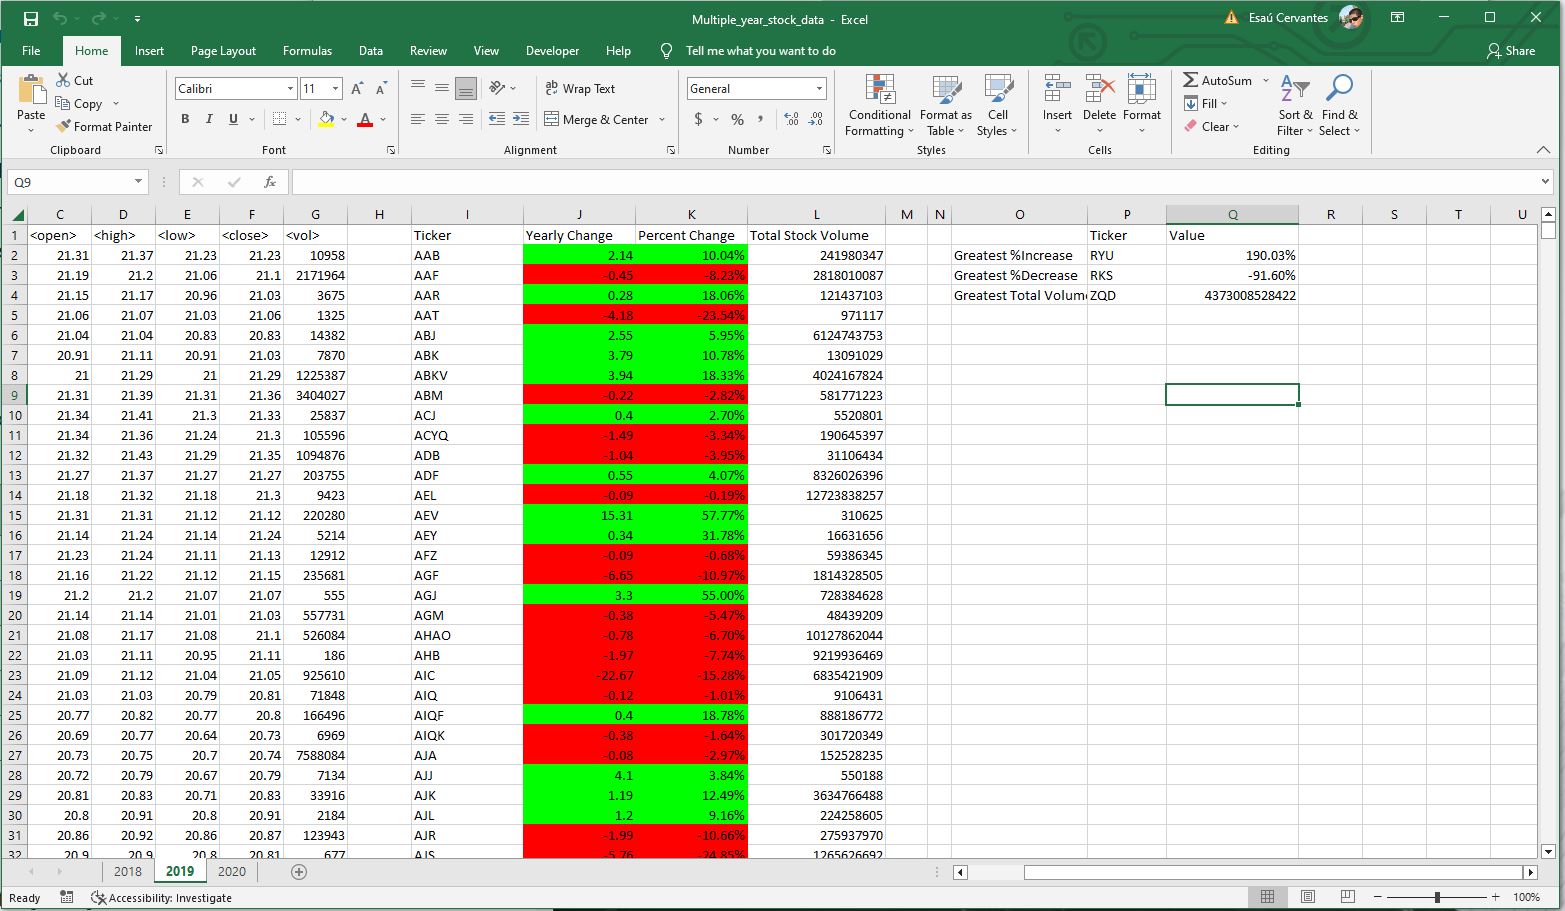 Multiple_year_stock_data - Excel
Esaú Cervantes
File Home Insert Page Layout Formulas Data Review View Developer Help Tell me what you want to do Share
Paste Cut Copy Format Painter
Calibri 11 B I U A A A
ab Wrap Text Merge & Center
General $ % , .00 .00
Conditional Formatting Format as Table Cell Styles
Insert Delete Format
AutoSum Fill Clear Sort & Filter Find & Select
Clipboard Font Alignment Number Styles Cells Editing
Q9 fx
C D E F G H I J K L M N O P Q R S T U
1 <open> <high> <low> <close> <vol> Ticker Yearly Change Percent Change Total Stock Volume Ticker Value
2 21.31 21.37 21.23 21.23 10958 AAB 2.14 10.04% 241980347 Greatest %Increase RYU 190.03%
3 21.19 21.2 21.06 21.1 2171964 AAF -0.45 -8.23% 2818010087 Greatest %Decrease RKS -91.60%
4 21.15 21.17 20.96 21.03 3675 AAR 0.28 18.06% 121437103 Greatest Total Volum ZQD 4373008528422
5 21.06 21.07 21.03 21.06 1325 AAT -4.18 -23.54% 971117
6 21.04 21.04 20.83 20.83 14382 ABJ 2.55 5.95% 6124743753
7 20.91 21.11 20.91 21.03 7870 ABK 3.79 10.78% 13091029
8 21 21.29 21 21.29 1225387 ABKV 3.94 18.33% 4024167824
9 21.31 21.39 21.31 21.36 3404027 ABM -0.22 -2.82% 581771223
10 21.34 21.41 21.3 21.33 25837 ACJ 0.4 2.70% 5520801
11 21.34 21.36 21.24 21.3 105596 ACYQ -1.49 -3.34% 190645397
12 21.32 21.43 21.29 21.35 1094876 ADB -1.04 -3.95% 31106434
13 21.27 21.37 21.27 21.27 203755 ADF 0.55 4.07% 8326026396
14 21.18 21.32 21.18 21.3 9423 AEL -0.09 -0.19% 12723838257
15 21.31 21.31 21.12 21.12 220280 AEV 15.31 57.77% 310625
16 21.14 21.24 21.14 21.24 5214 AEY 0.34 31.78% 16631656
17 21.23 21.24 21.11 21.13 12912 AFZ -0.09 -0.68% 59386345
18 21.16 21.22 21.12 21.15 235681 AGF -6.65 -10.97% 1814328505
19 21.2 21.2 21.07 21.07 555 AGJ 3.3 55.00% 728384628
20 21.14 21.14 21.01 21.03 557731 AGM -0.38 -5.47% 48439209
21 21.08 21.17 21.08 21.1 526084 AHAO -0.78 -6.70% 10127862044
22 21.03 21.11 20.95 21.11 186 AHB -1.97 -7.74% 9219936469
23 21.09 21.12 21.04 21.05 925610 AIC -22.67 -15.28% 6835421909
24 21.03 21.03 20.79 20.81 71848 AIQ -0.12 -1.01% 9106431
25 20.77 20.82 20.77 20.8 166496 AIQF 0.4 18.78% 888186772
26 20.69 20.77 20.64 20.73 6969 AIQK -0.38 -1.64% 301720349
27 20.73 20.75 20.7 20.74 7588084 AJA -0.08 -2.97% 152528235
28 20.72 20.79 20.67 20.79 7134 AJJ 4.1 3.84% 550188
29 20.81 20.83 20.71 20.83 33916 AJK 1.19 12.49% 3634766488
30 20.8 20.91 20.8 20.91 2184 AJL 1.2 9.16% 224258605
31 20.86 20.92 20.86 20.87 123943 AJR -1.99 -10.66% 275937970
32 20.9 20.9 20.8 20.81 677 AJS -5.76 -24.85% 1265626692
2018 2019 2020
Ready Accessibility: Investigate 100%